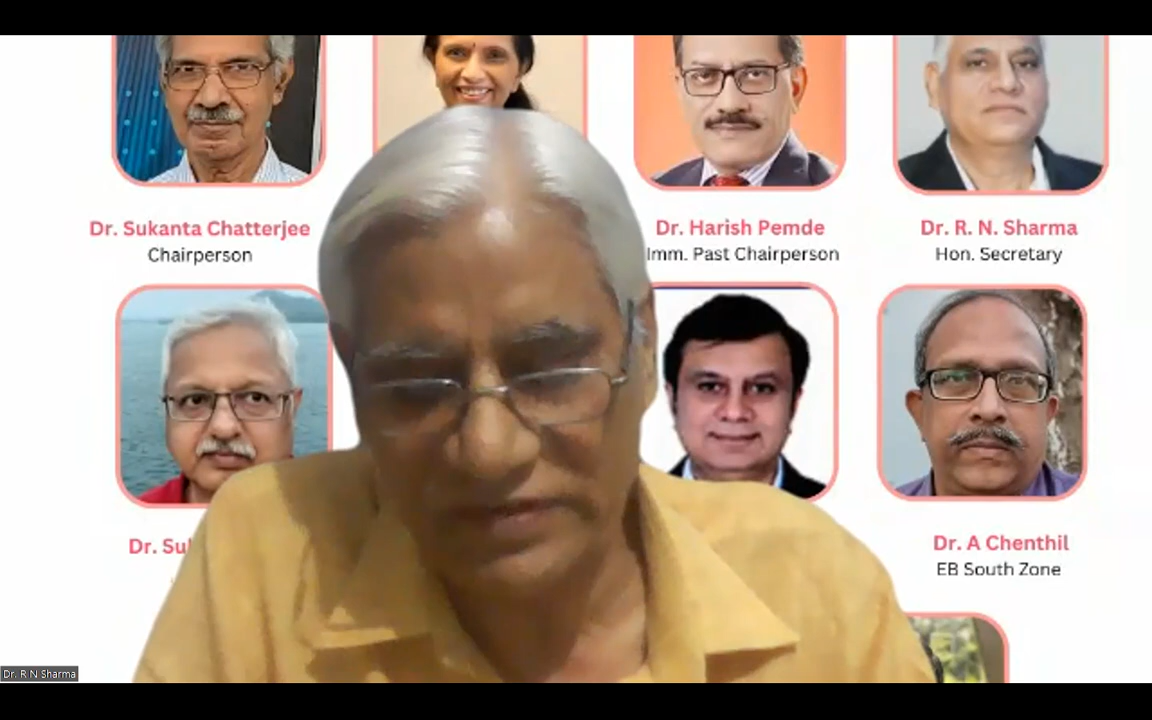 Dr. Sukanta Chatterjee
Chairperson
Dr. Harish Pemde
Imm. Past Chairperson
Dr. R. N. Sharma
Hon. Secretary
Dr.
Dr. A Chenthil
EB South Zone
Dr. R N Sharma